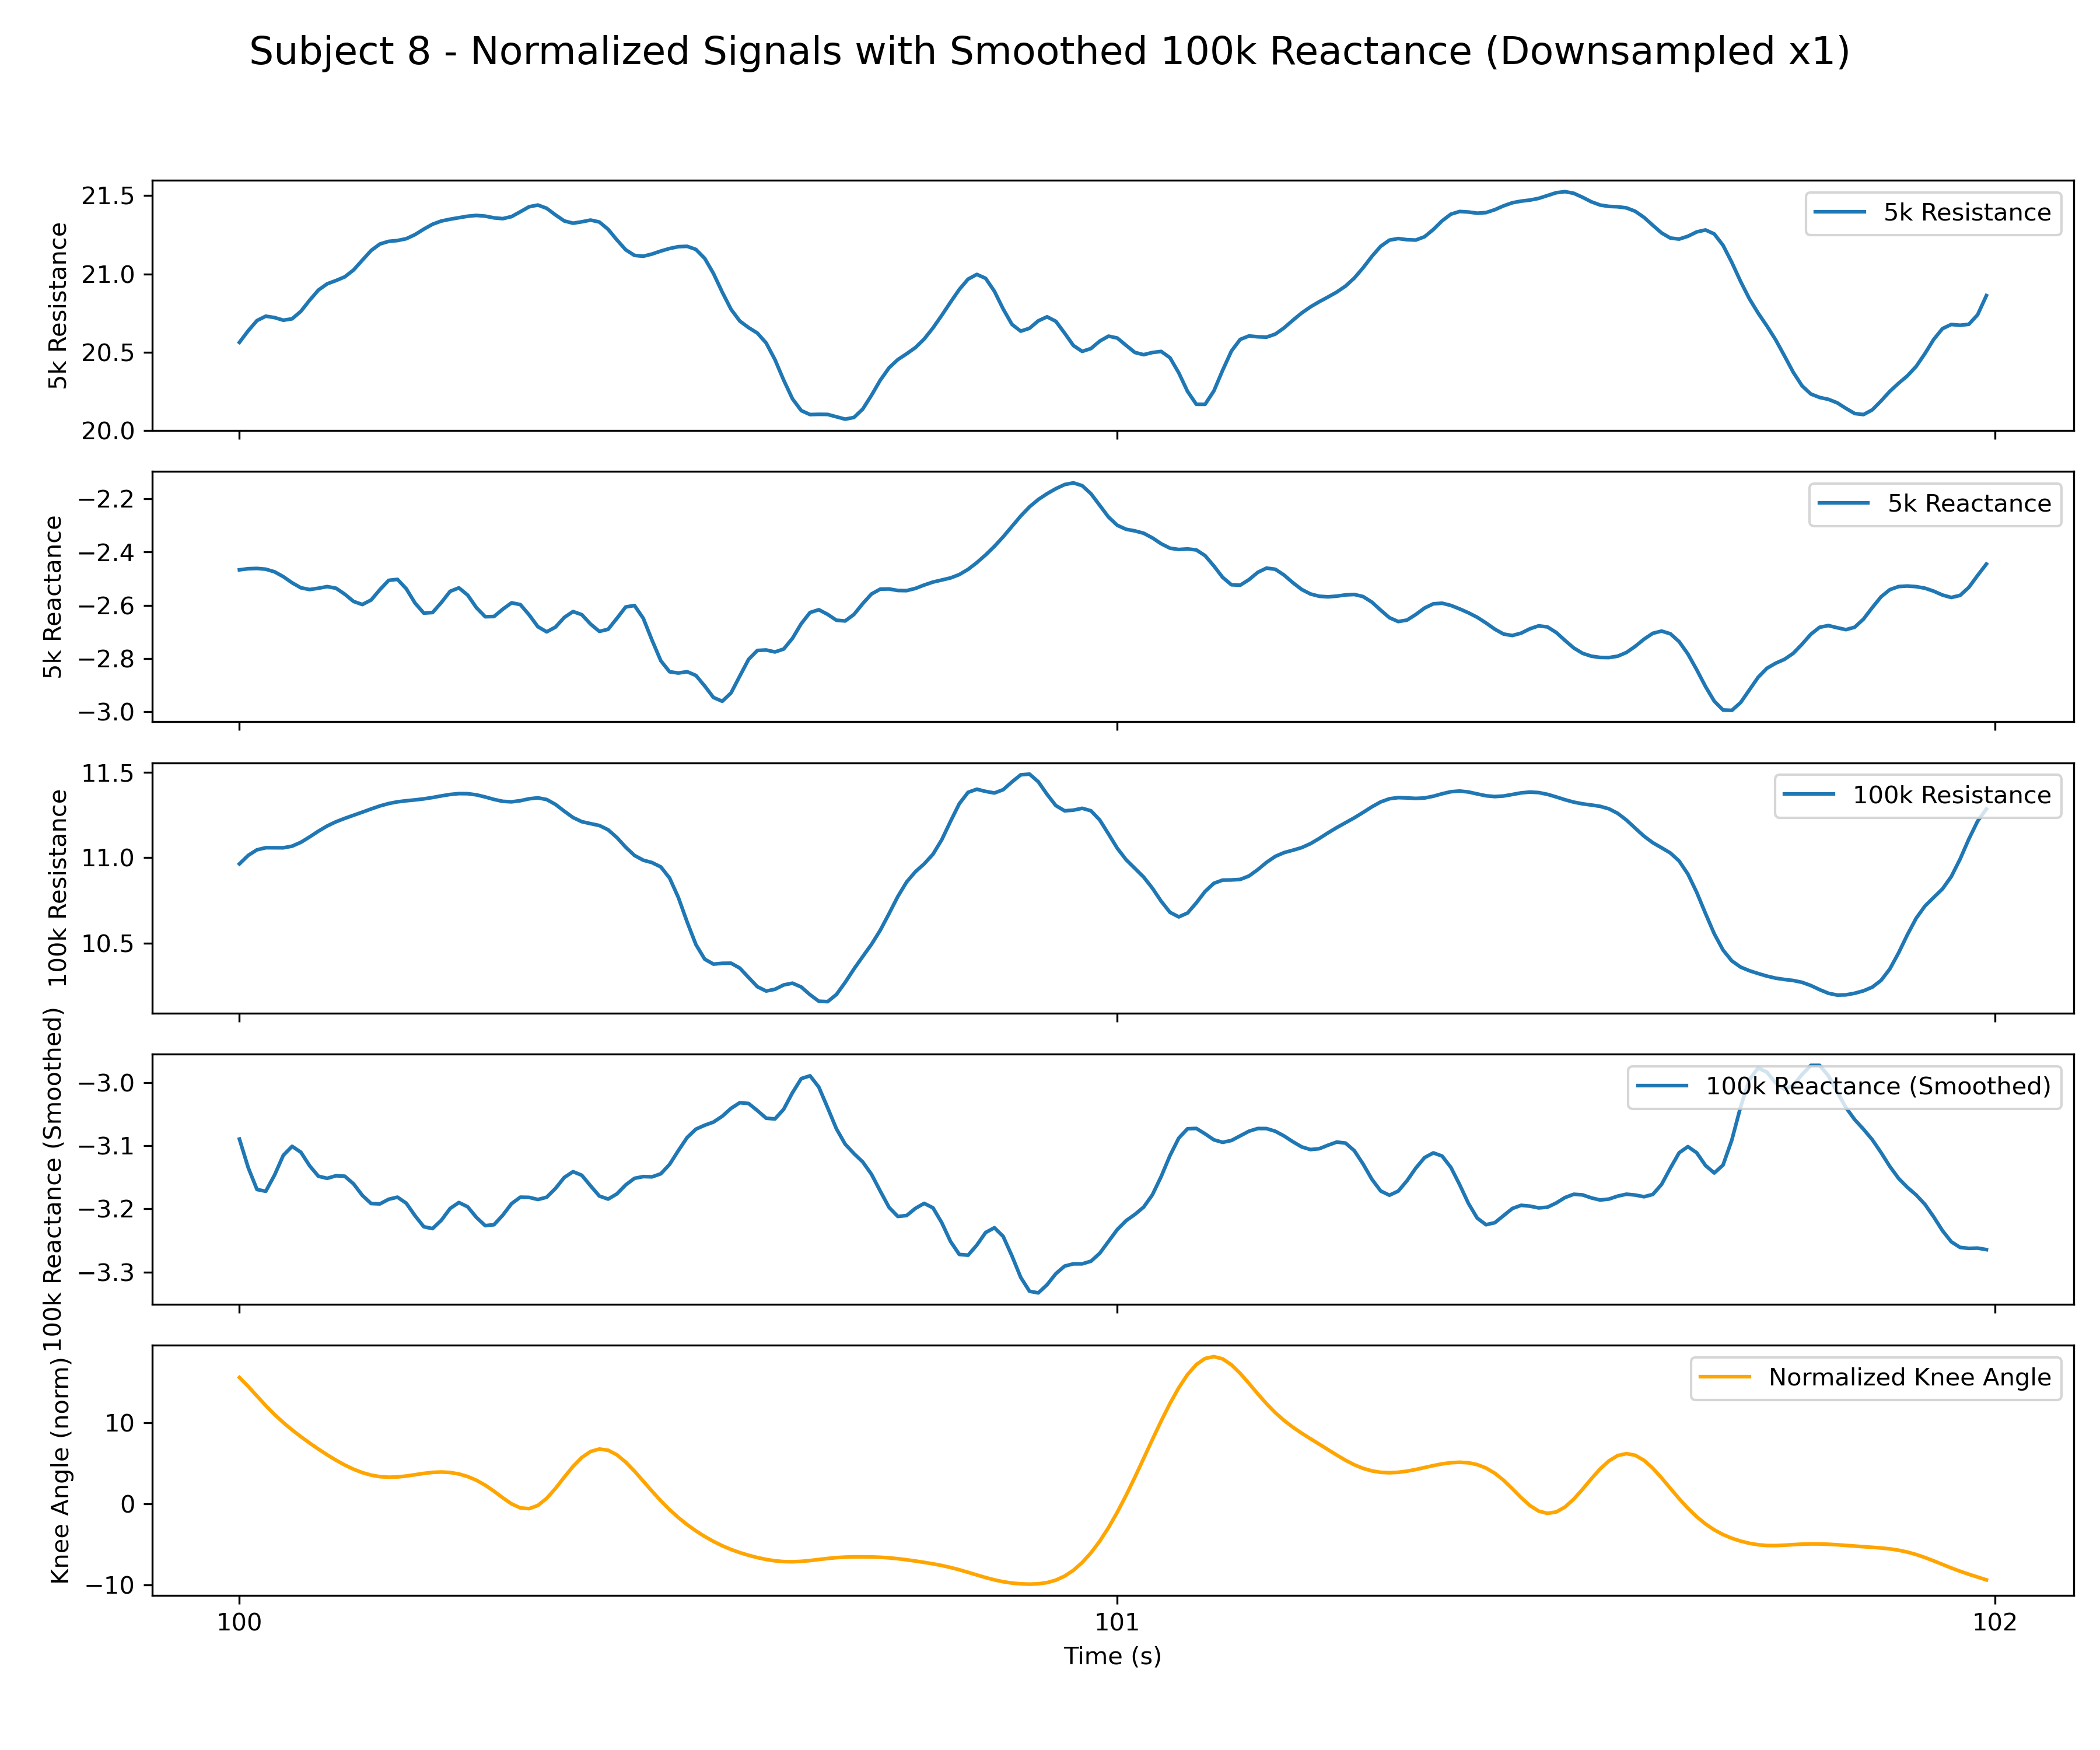 Subject 8 - Normalized Signals with Smoothed 100k Reactance (Downsampled x1)
5k Resistance
21.5
21.0
20.5
20.0
5k Resistance
5k Reactance
−2.2
−2.4
−2.6
−2.8
−3.0
5k Reactance
100k Resistance
11.5
11.0
10.5
100k Resistance
100k Reactance (Smoothed)
−3.0
−3.1
−3.2
−3.3
100k Reactance (Smoothed)
Knee Angle (norm)
10
0
−10
Normalized Knee Angle
100
101
102
Time (s)